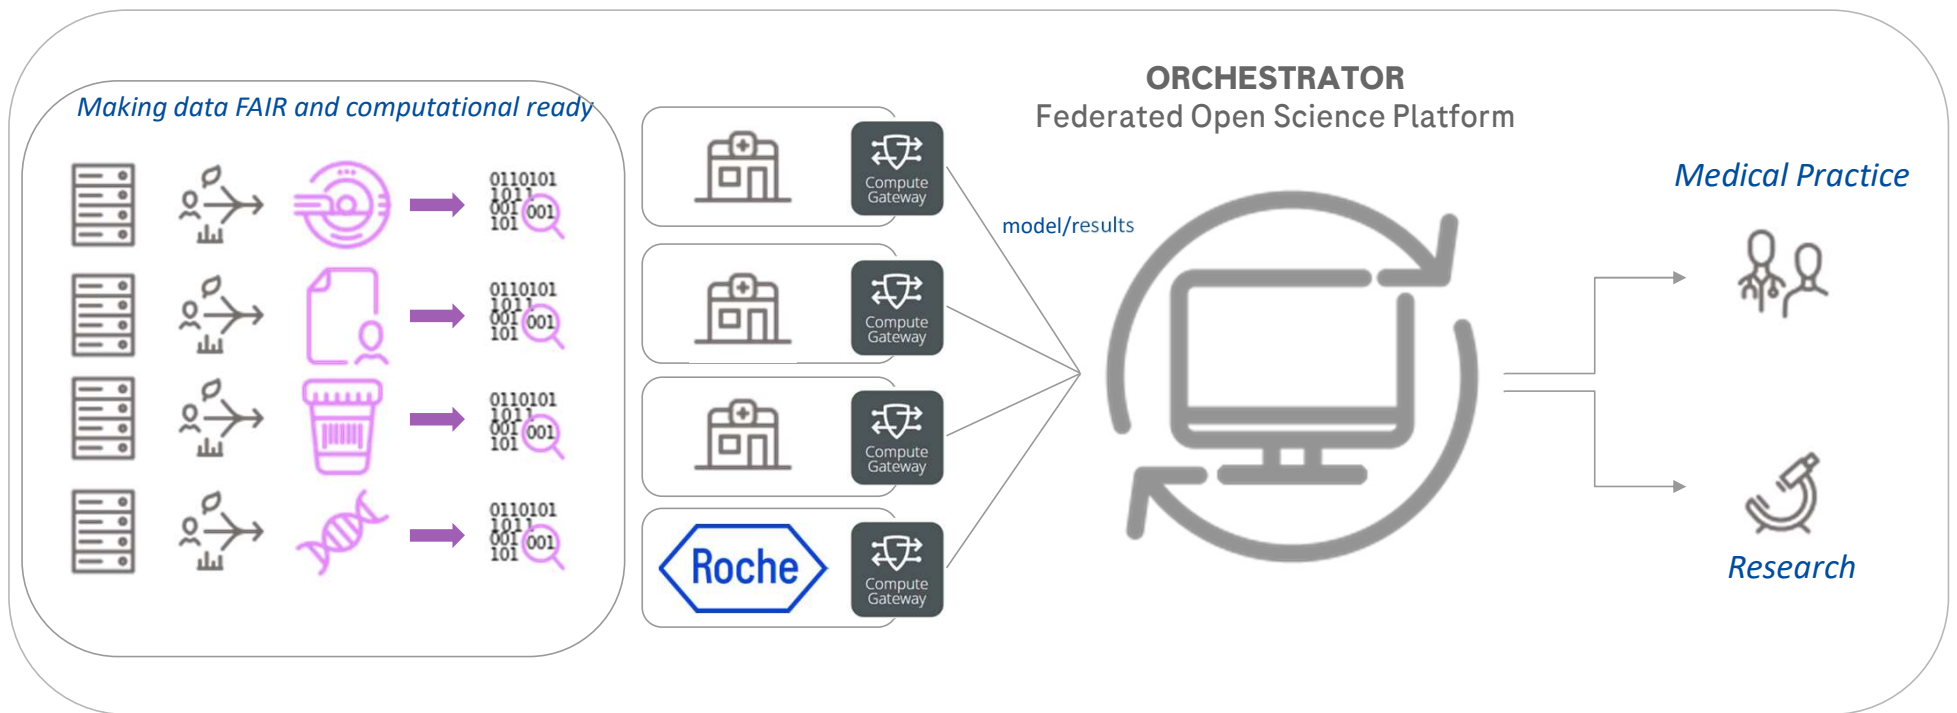 Making data FAIR and computational ready
0110101
1011
001
101
001
0110101
1011
001
101
001
0110101
1011
001
101
001
0110101
1011
001
101
001
Compute
Gateway
Compute
Gateway
Compute
Gateway
Roche
Compute
Gateway
model/results
ORCHESTRATOR
Federated Open Science Platform
Medical Practice
Research